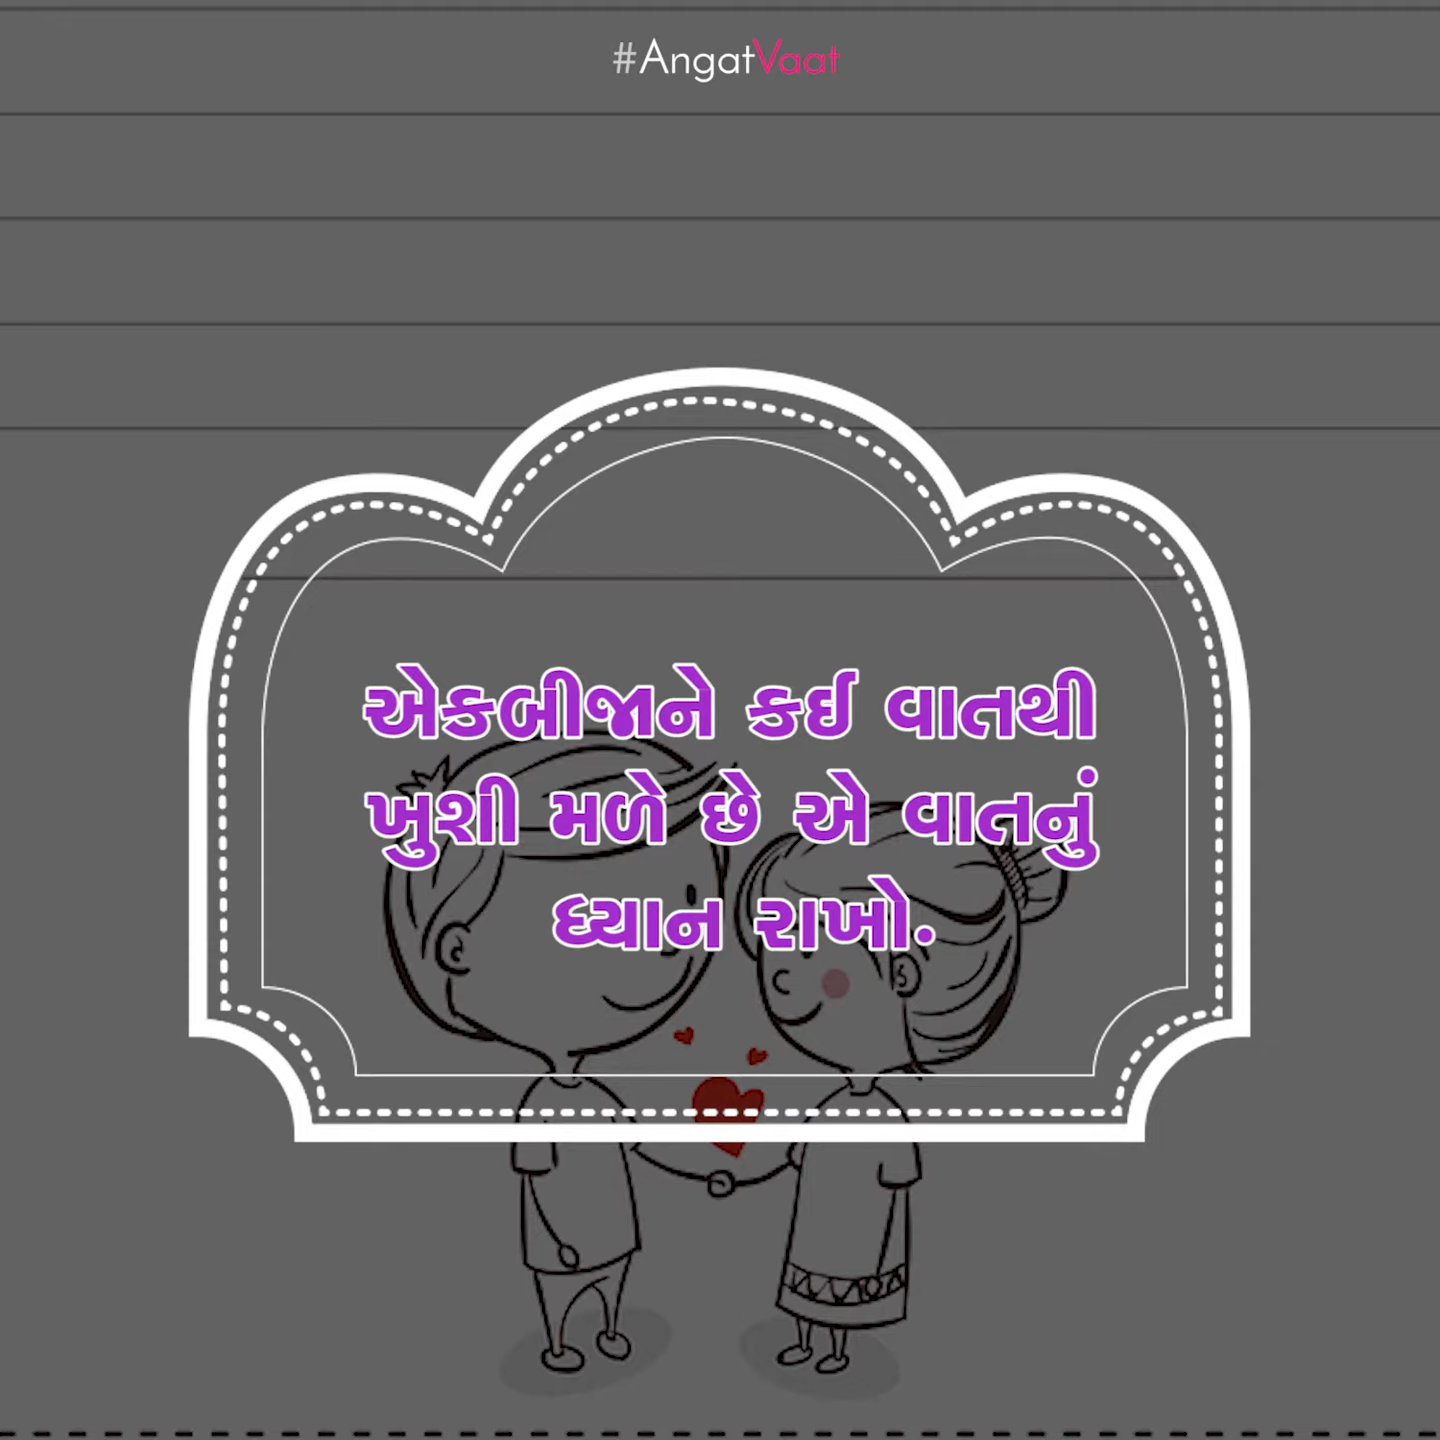 #AngatVaat
એકબીજાને કઈ વાતથી
ખુશી મળે છે એ વાતનું
ધ્યાન રાખો.